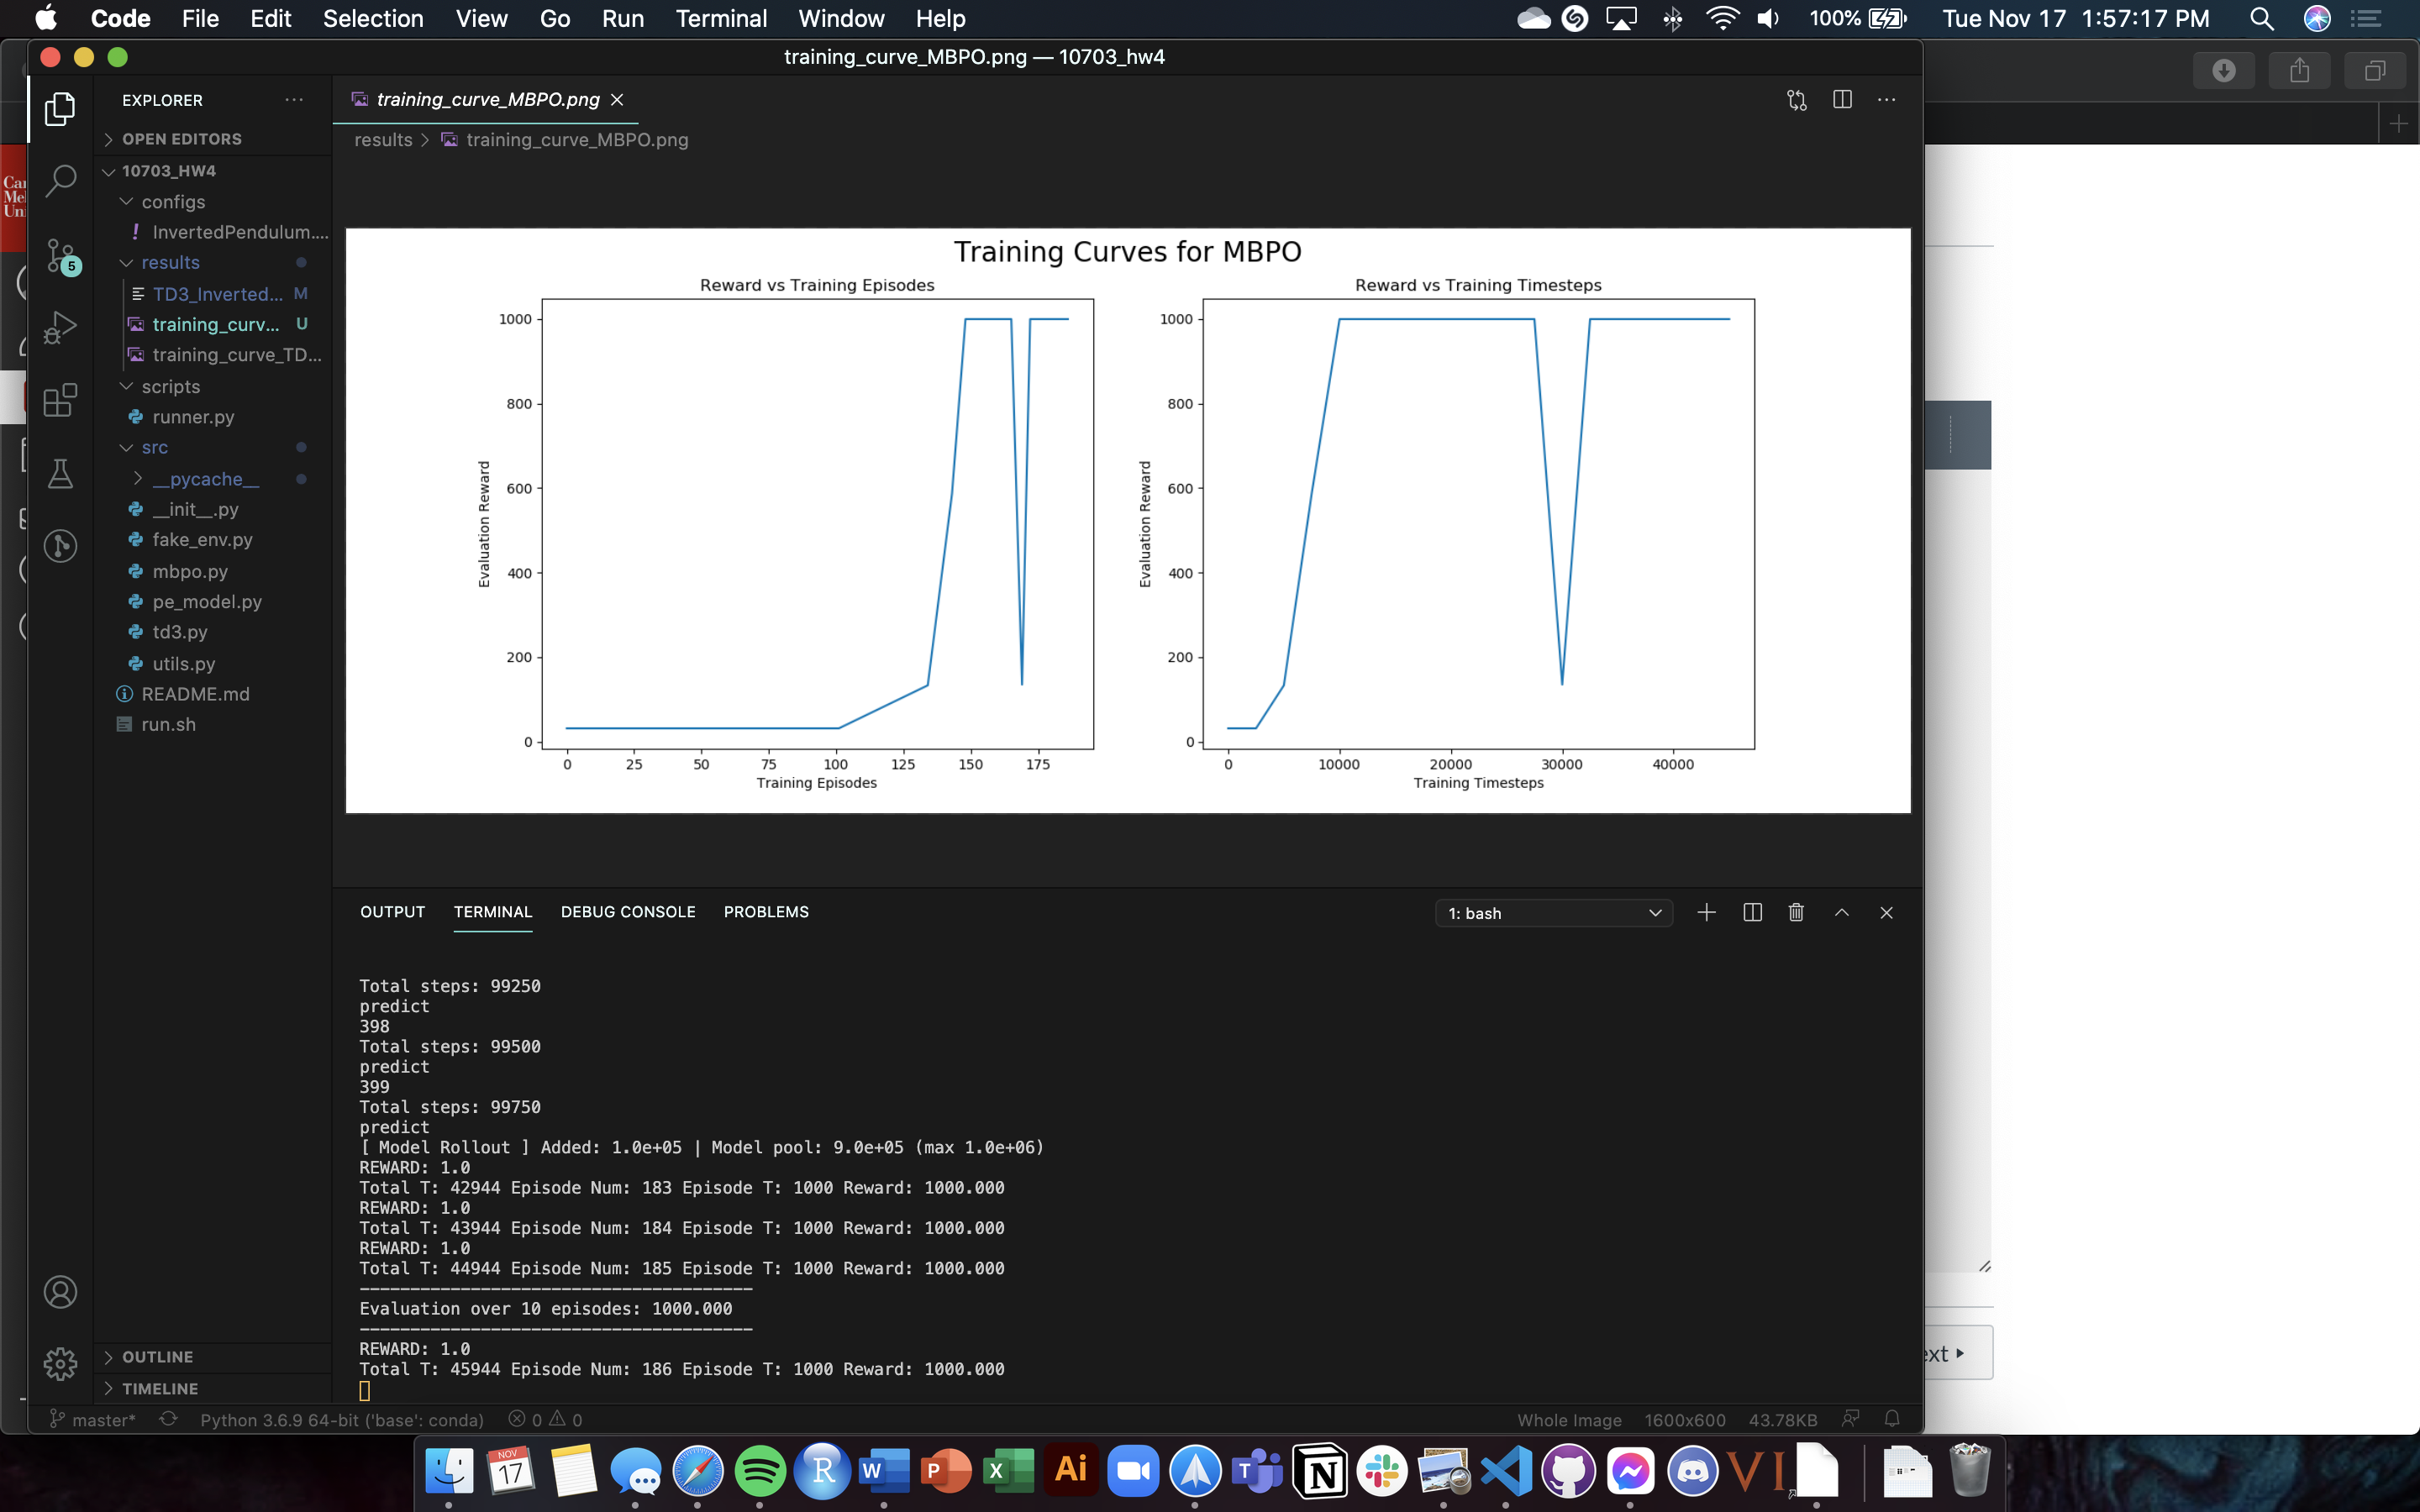 Code File Edit Selection View Go Run Terminal Window Help 100% Tue Nov 17 1:57:17 PM
training_curve_MBPO.png — 10703_hw4
EXPLORER
training_curve_MBPO.png
OPEN EDITORS
results > training_curve_MBPO.png
10703_HW4
configs
InvertedPendulum....
results
TD3_Inverted... M
training_curv... U
training_curve_TD...
scripts
runner.py
src
__pycache__
__init__.py
fake_env.py
mbpo.py
pe_model.py
td3.py
utils.py
README.md
run.sh
OUTLINE
TIMELINE
5
Training Curves for MBPO
Reward vs Training Episodes
1000
800
600
400
200
0
Evaluation Reward
0 25 50 75 100 125 150 175
Training Episodes
Reward vs Training Timesteps
1000
800
600
400
200
0
Evaluation Reward
0 10000 20000 30000 40000
Training Timesteps
OUTPUT TERMINAL DEBUG CONSOLE PROBLEMS 1: bash
Total steps: 99250
predict
398
Total steps: 99500
predict
399
Total steps: 99750
predict
[ Model Rollout ] Added: 1.0e+05 | Model pool: 9.0e+05 (max 1.0e+06)
REWARD: 1.0
Total T: 42944 Episode Num: 183 Episode T: 1000 Reward: 1000.000
REWARD: 1.0
Total T: 43944 Episode Num: 184 Episode T: 1000 Reward: 1000.000
REWARD: 1.0
Total T: 44944 Episode Num: 185 Episode T: 1000 Reward: 1000.000
---------------------------------------
Evaluation over 10 episodes: 1000.000
---------------------------------------
REWARD: 1.0
Total T: 45944 Episode Num: 186 Episode T: 1000 Reward: 1000.000
master* Python 3.6.9 64-bit ('base': conda) 0 0 Whole Image 1600x600 43.78KB
NOV
17
R
W
P
X
Ai
T
N
VI